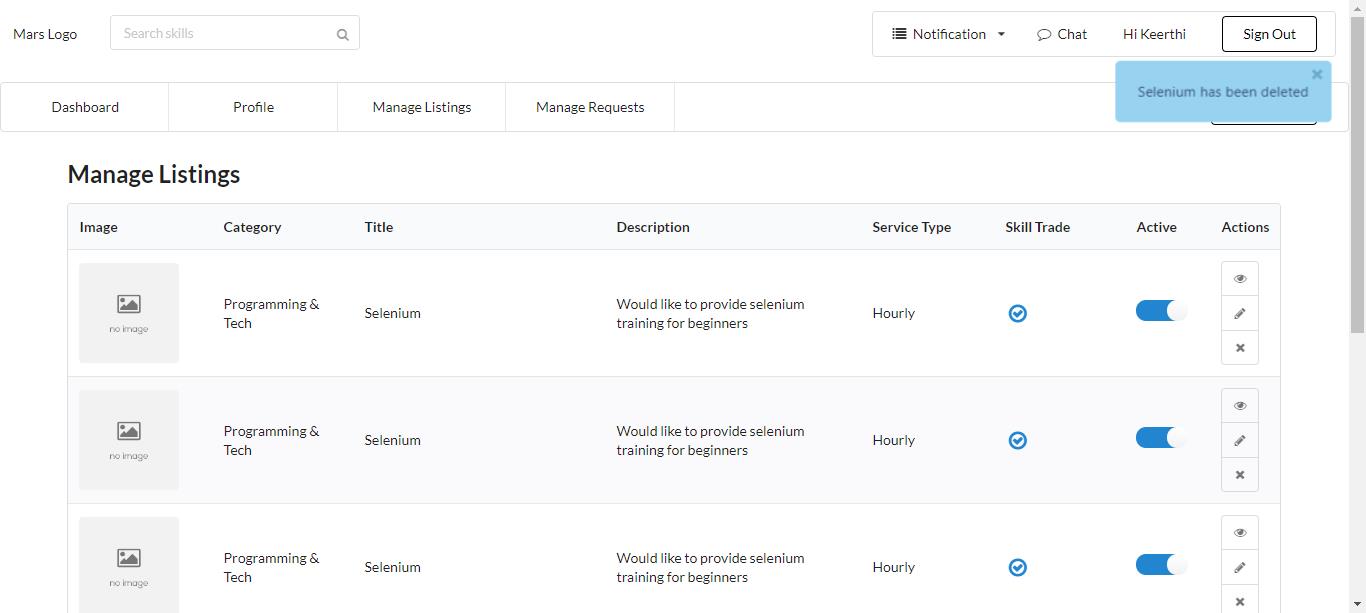 Mars Logo
Search skills
Notification
Chat
Hi Keerthi
Sign Out
Selenium has been deleted
Dashboard
Profile
Manage Listings
Manage Requests
Manage Listings
Image
Category
Title
Description
Service Type
Skill Trade
Active
Actions
no image
Programming &
Tech
Selenium
Would like to provide selenium
training for beginners
Hourly
no image
Programming &
Tech
Selenium
Would like to provide selenium
training for beginners
Hourly
no image
Programming &
Tech
Selenium
Would like to provide selenium
training for beginners
Hourly